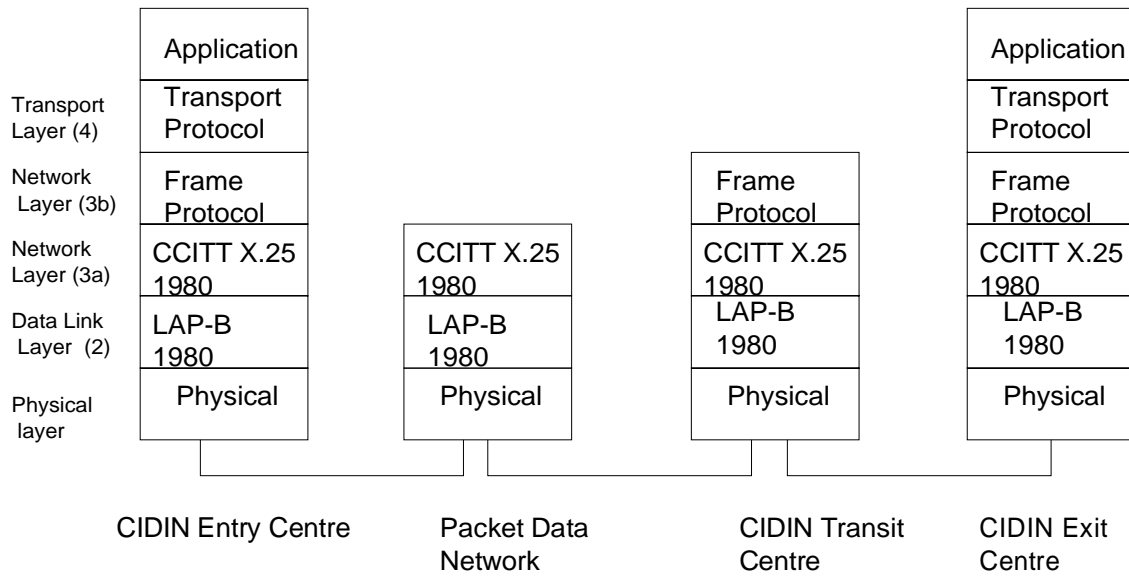 Application
Application
Transport
Layer (4)
Transport
Protocol
Transport
Protocol
Network
Layer (3b)
Frame
Protocol
Frame
Protocol
Frame
Protocol
Network
Layer (3a)
CCITT X.25
1980
CCITT X.25
1980
CCITT X.25
1980
CCITT X.25
1980
Data Link
Layer (2)
LAP-B
1980
LAP-B
1980
LAP-B
1980
LAP-B
1980
Physical
layer
Physical
Physical
Physical
Physical
CIDIN Entry Centre
Packet Data
Network
CIDIN Transit
Centre
CIDIN Exit
Centre